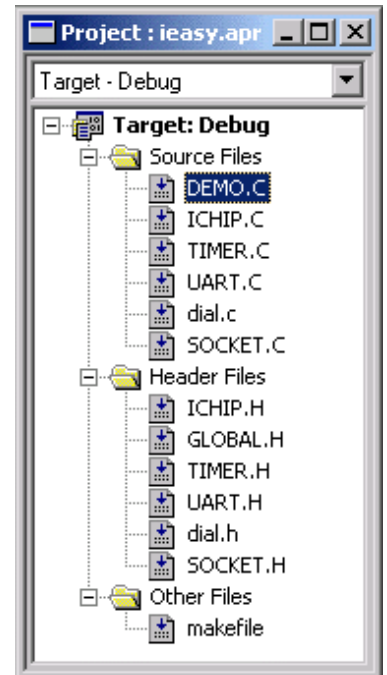 Project : ieasy.apr
Target - Debug
Target: Debug
Source Files
DEMO.C
ICHIP.C
TIMER.C
UART.C
dial.c
SOCKET.C
Header Files
ICHIP.H
GLOBAL.H
TIMER.H
UART.H
dial.h
SOCKET.H
Other Files
makefile